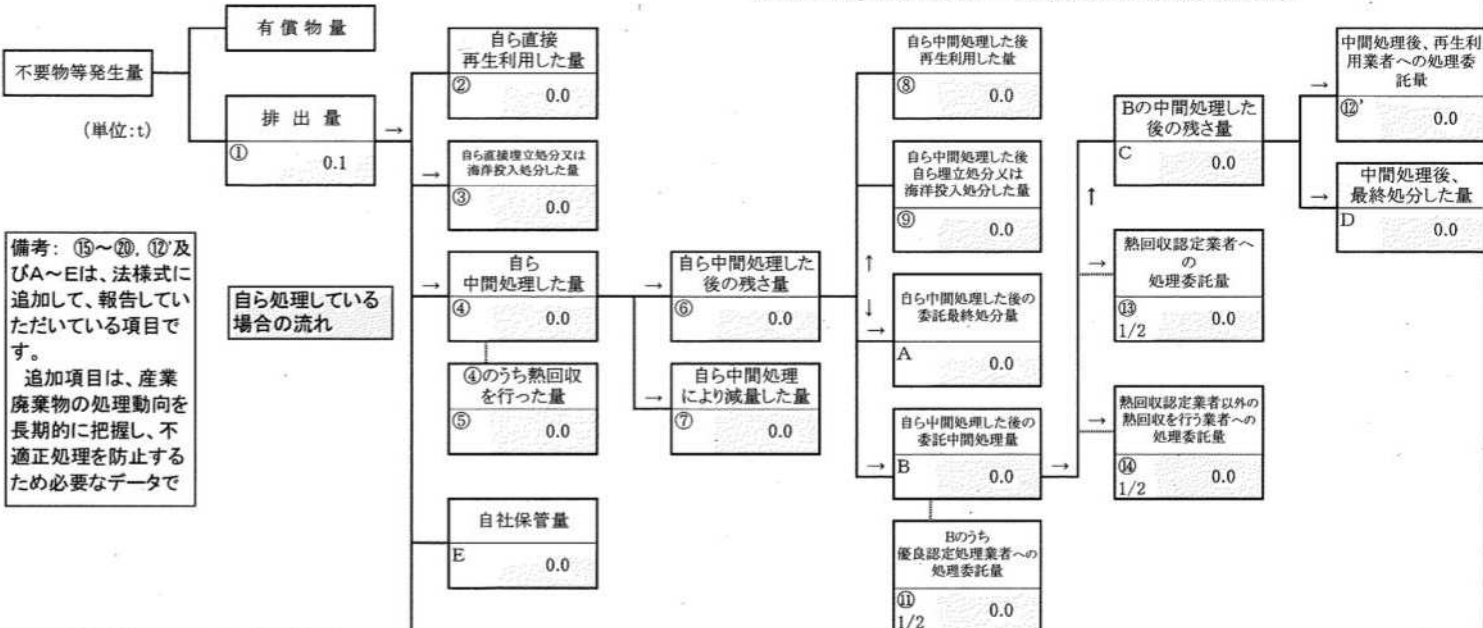 有償物量
不要物等発生量
(単位:t)
排出量
①
0.1
→
備考: ⑮～⑳, ⑫'及
びA～Eは、法様式に
追加して、報告してい
ただいている項目で
す。
追加項目は、産業
廃棄物の処理動向を
長期的に把握し、不
適正処理を防止する
ため必要なデータで
自ら処理している
場合の流れ
自ら直接
再生利用した量
②
0.0
→
自ら直接埋立処分又は
海洋投入処分した量
③
0.0
→
自ら
中間処理した量
④
0.0
④のうち熱回収
を行った量
⑤
0.0
自社保管量
E
0.0
→
自ら中間処理した
後の残さ量
⑥
0.0
→
自ら中間処理
により減量した量
⑦
0.0
自ら中間処理した後
再生利用した量
⑧
0.0
自ら中間処理した後
自ら埋立処分又は
海洋投入処分した量
⑨
0.0
↑
↓
→
自ら中間処理した後の
委託最終処分量
A
0.0
→
自ら中間処理した後の
委託中間処理量
B
0.0
→
Bのうち
優良認定処理業者への
処理委託量
⑪
1/2
0.0
Bの中間処理した
後の残さ量
C
0.0
↑
→
熱回収認定業者へ
の
処理委託量
⑬
1/2
0.0
→
熱回収認定業者以外の
熱回収を行う業者への
処理委託量
⑭
1/2
0.0
→
中間処理後、再生利
用業者への処理委
託量
⑫'
0.0
→
中間処理後、
最終処分した量
D
0.0